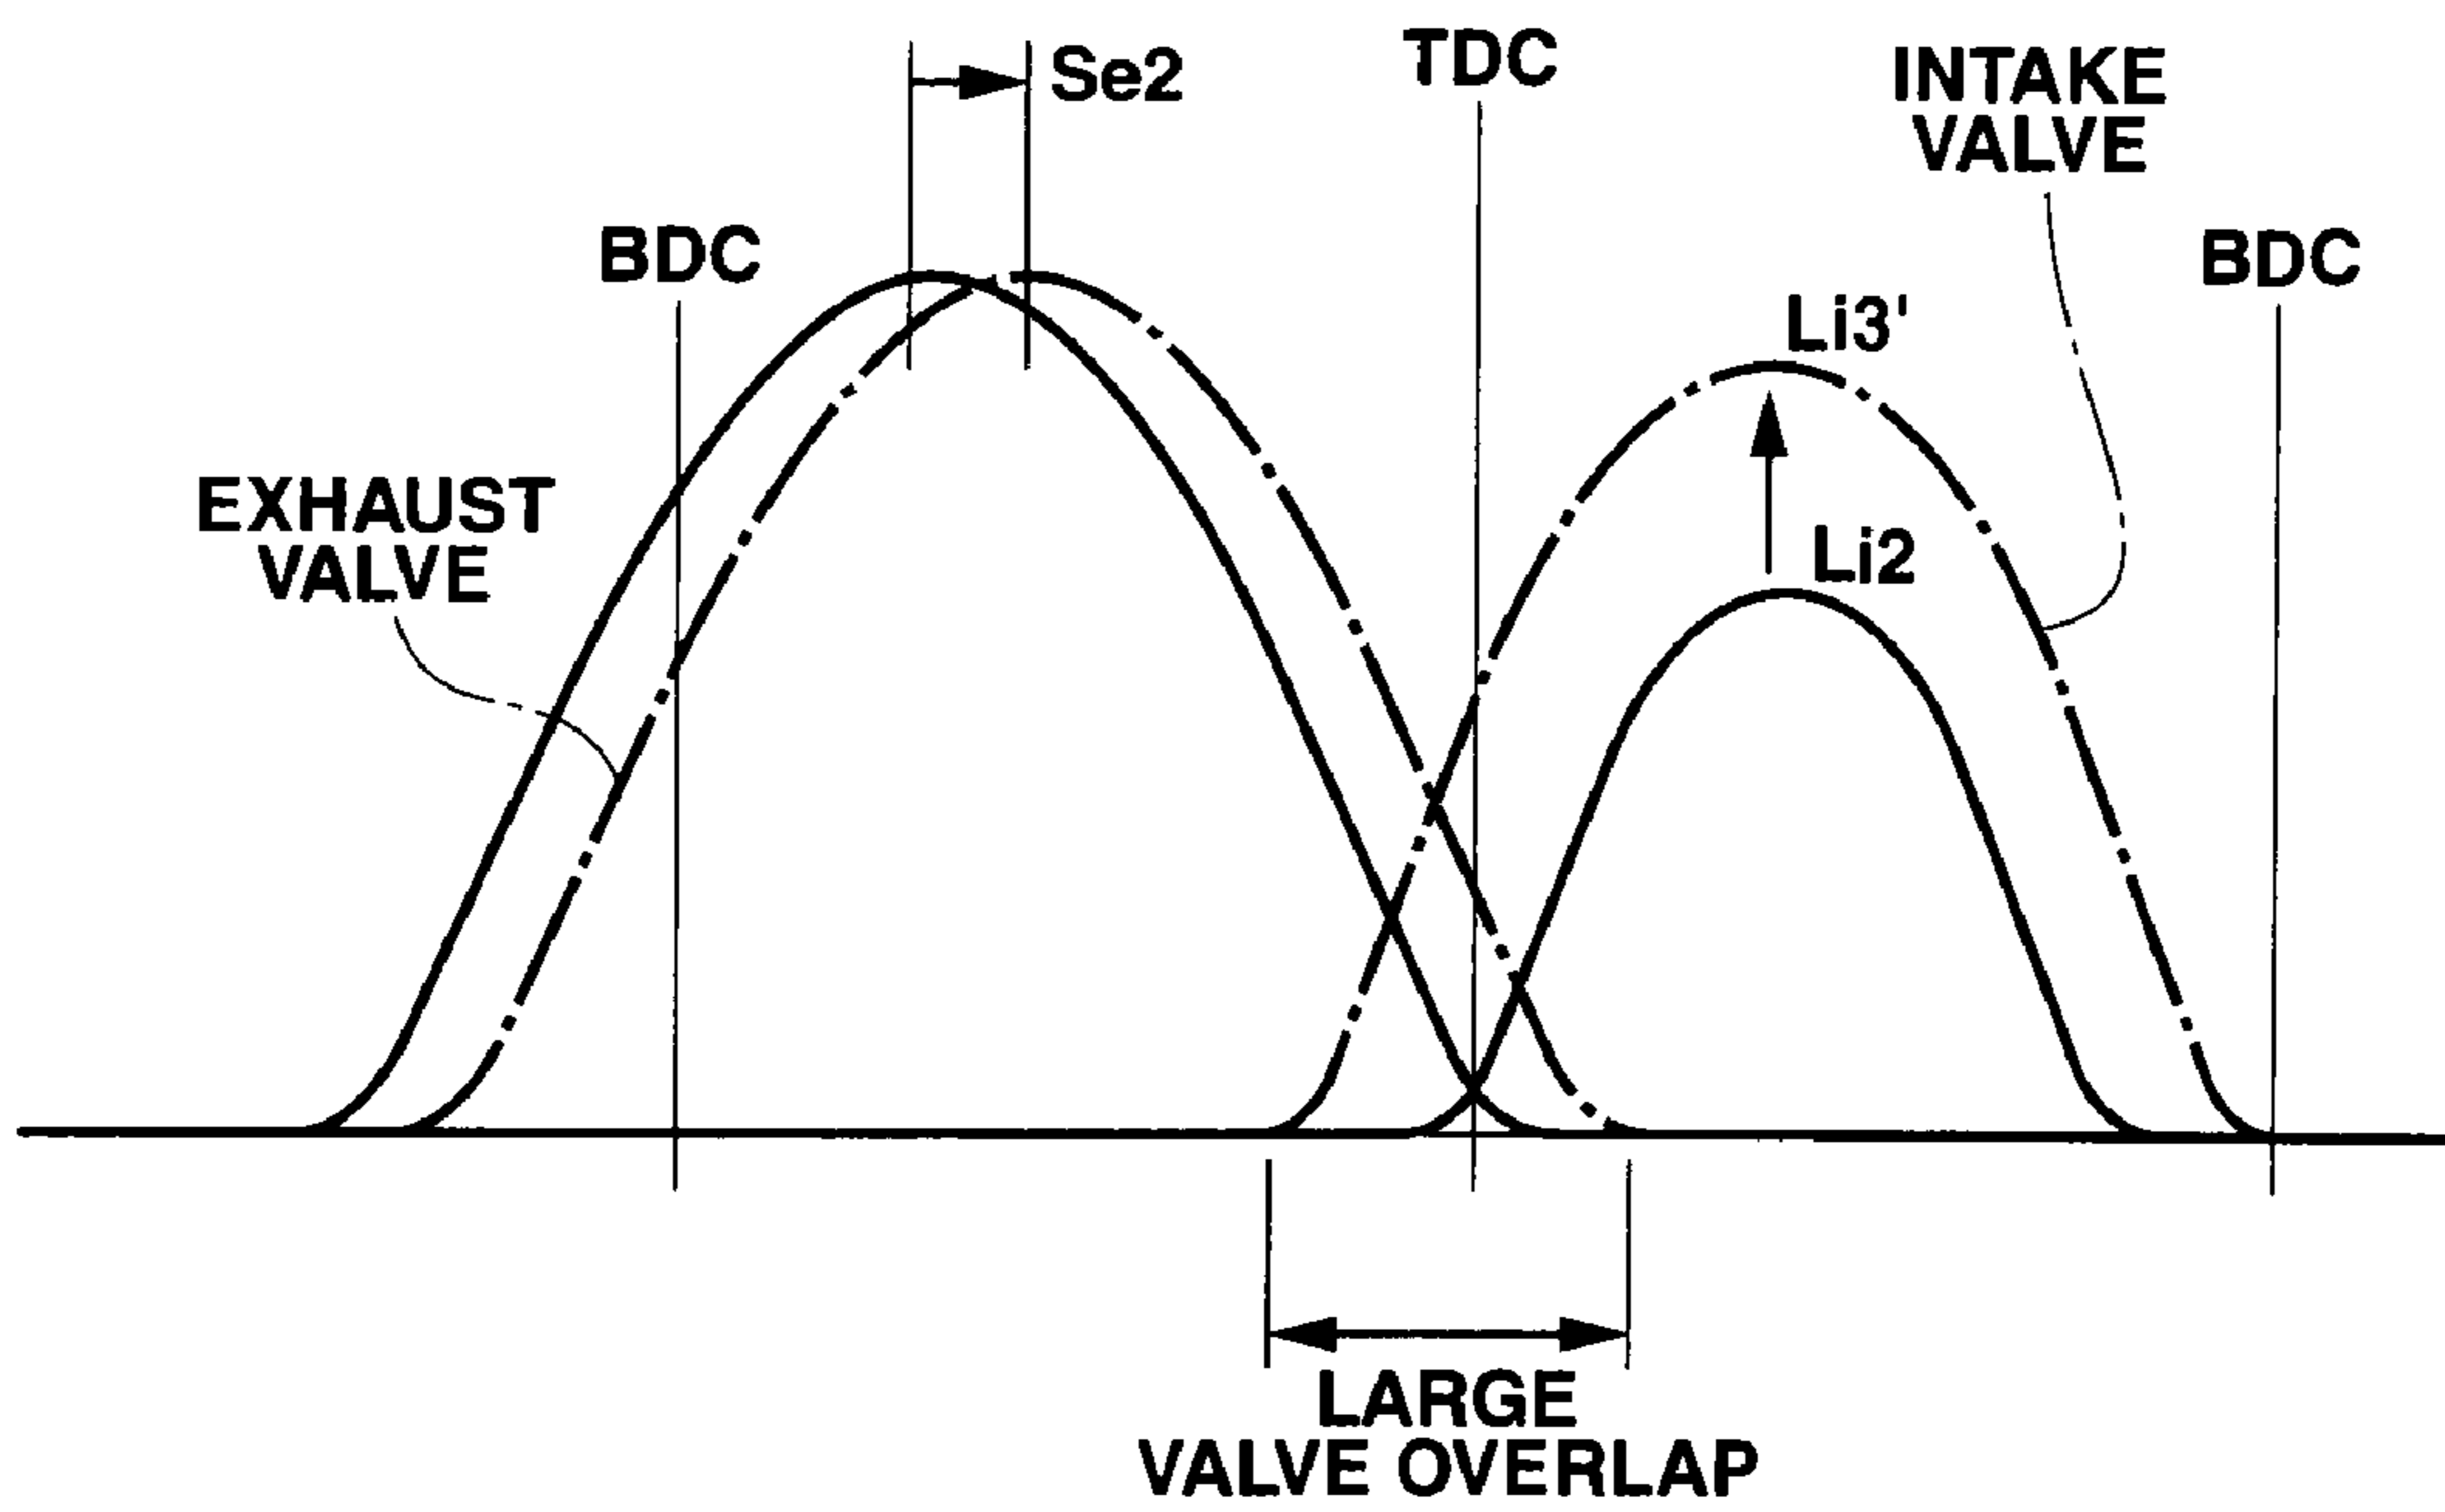 Se2
TDC
INTAKE
VALVE
BDC
BDC
Li3'
EXHAUST
VALVE
Li2
LARGE
VALVE OVERLAP